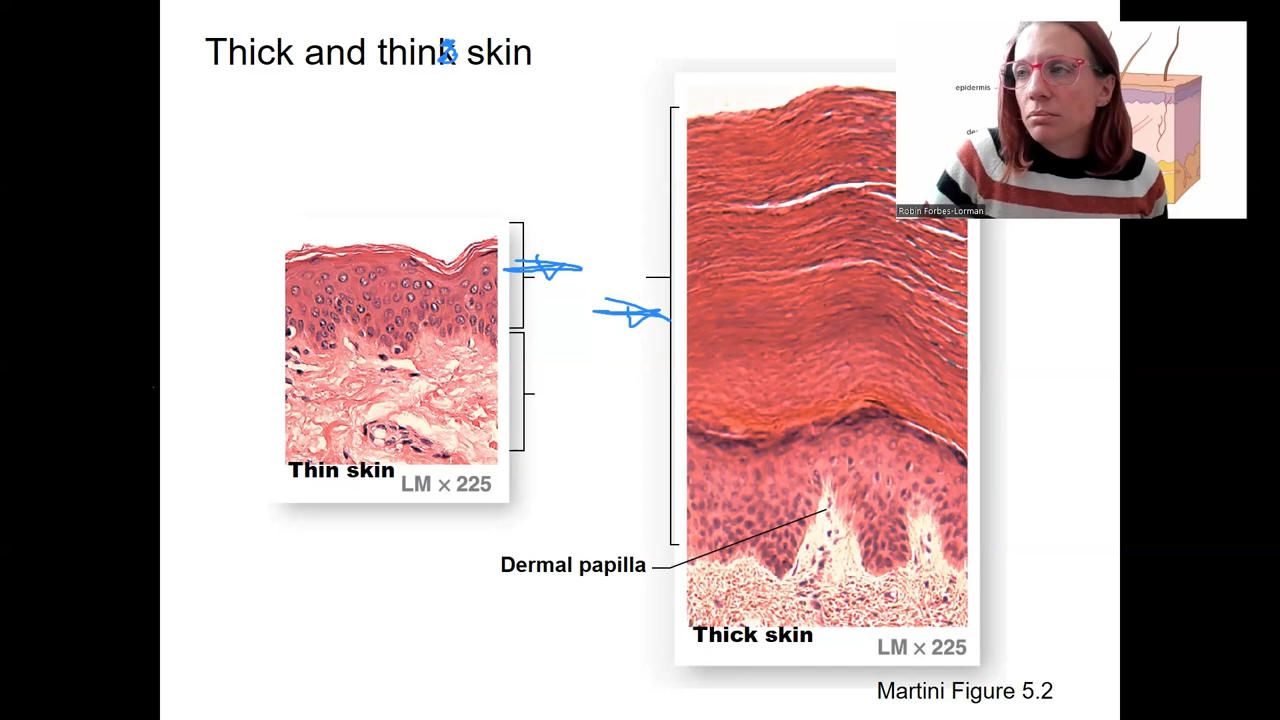 Thick and think skin
epidermis
de
Robin Forbes-Lorman
Thin skin
LM × 225
Dermal papilla
Thick skin
LM × 225
Martini Figure 5.2